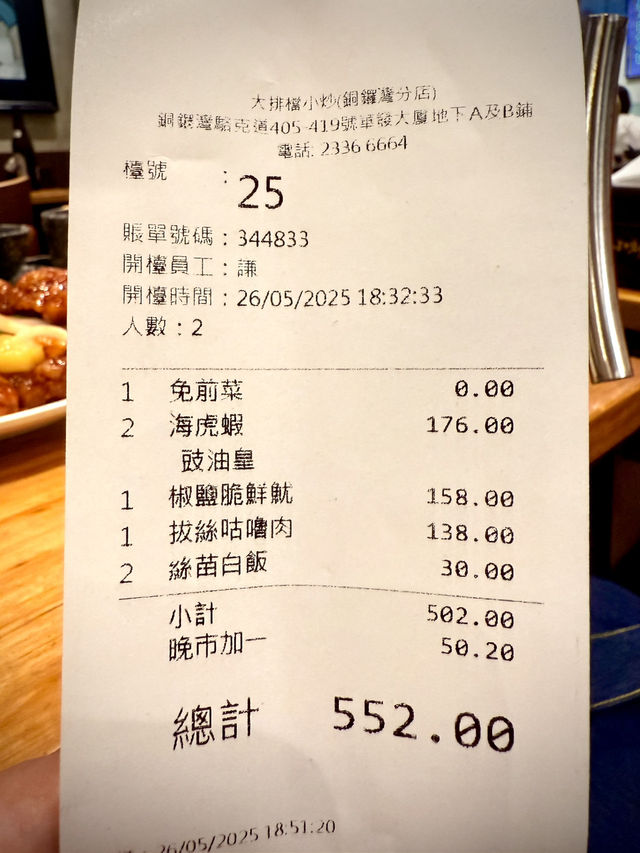 大排檔小炒(銅鑼灣分店)
銅鑼灣駱克道405-419號華發大廈地下A及B鋪
電話: 2336 6664
檯號 : 25
賬單號碼 : 344833
開檯員工 : 謙
開檯時間 : 26/05/2025 18:32:33
人數 : 2
1 免前菜 0.00
2 海虎蝦 176.00
豉油皇
1 椒鹽脆鮮魷 158.00
1 拔絲咕嚕肉 138.00
2 絲苗白飯 30.00
小計 502.00
晚市加一 50.20
總計 552.00
: 26/05/2025 18:51:20